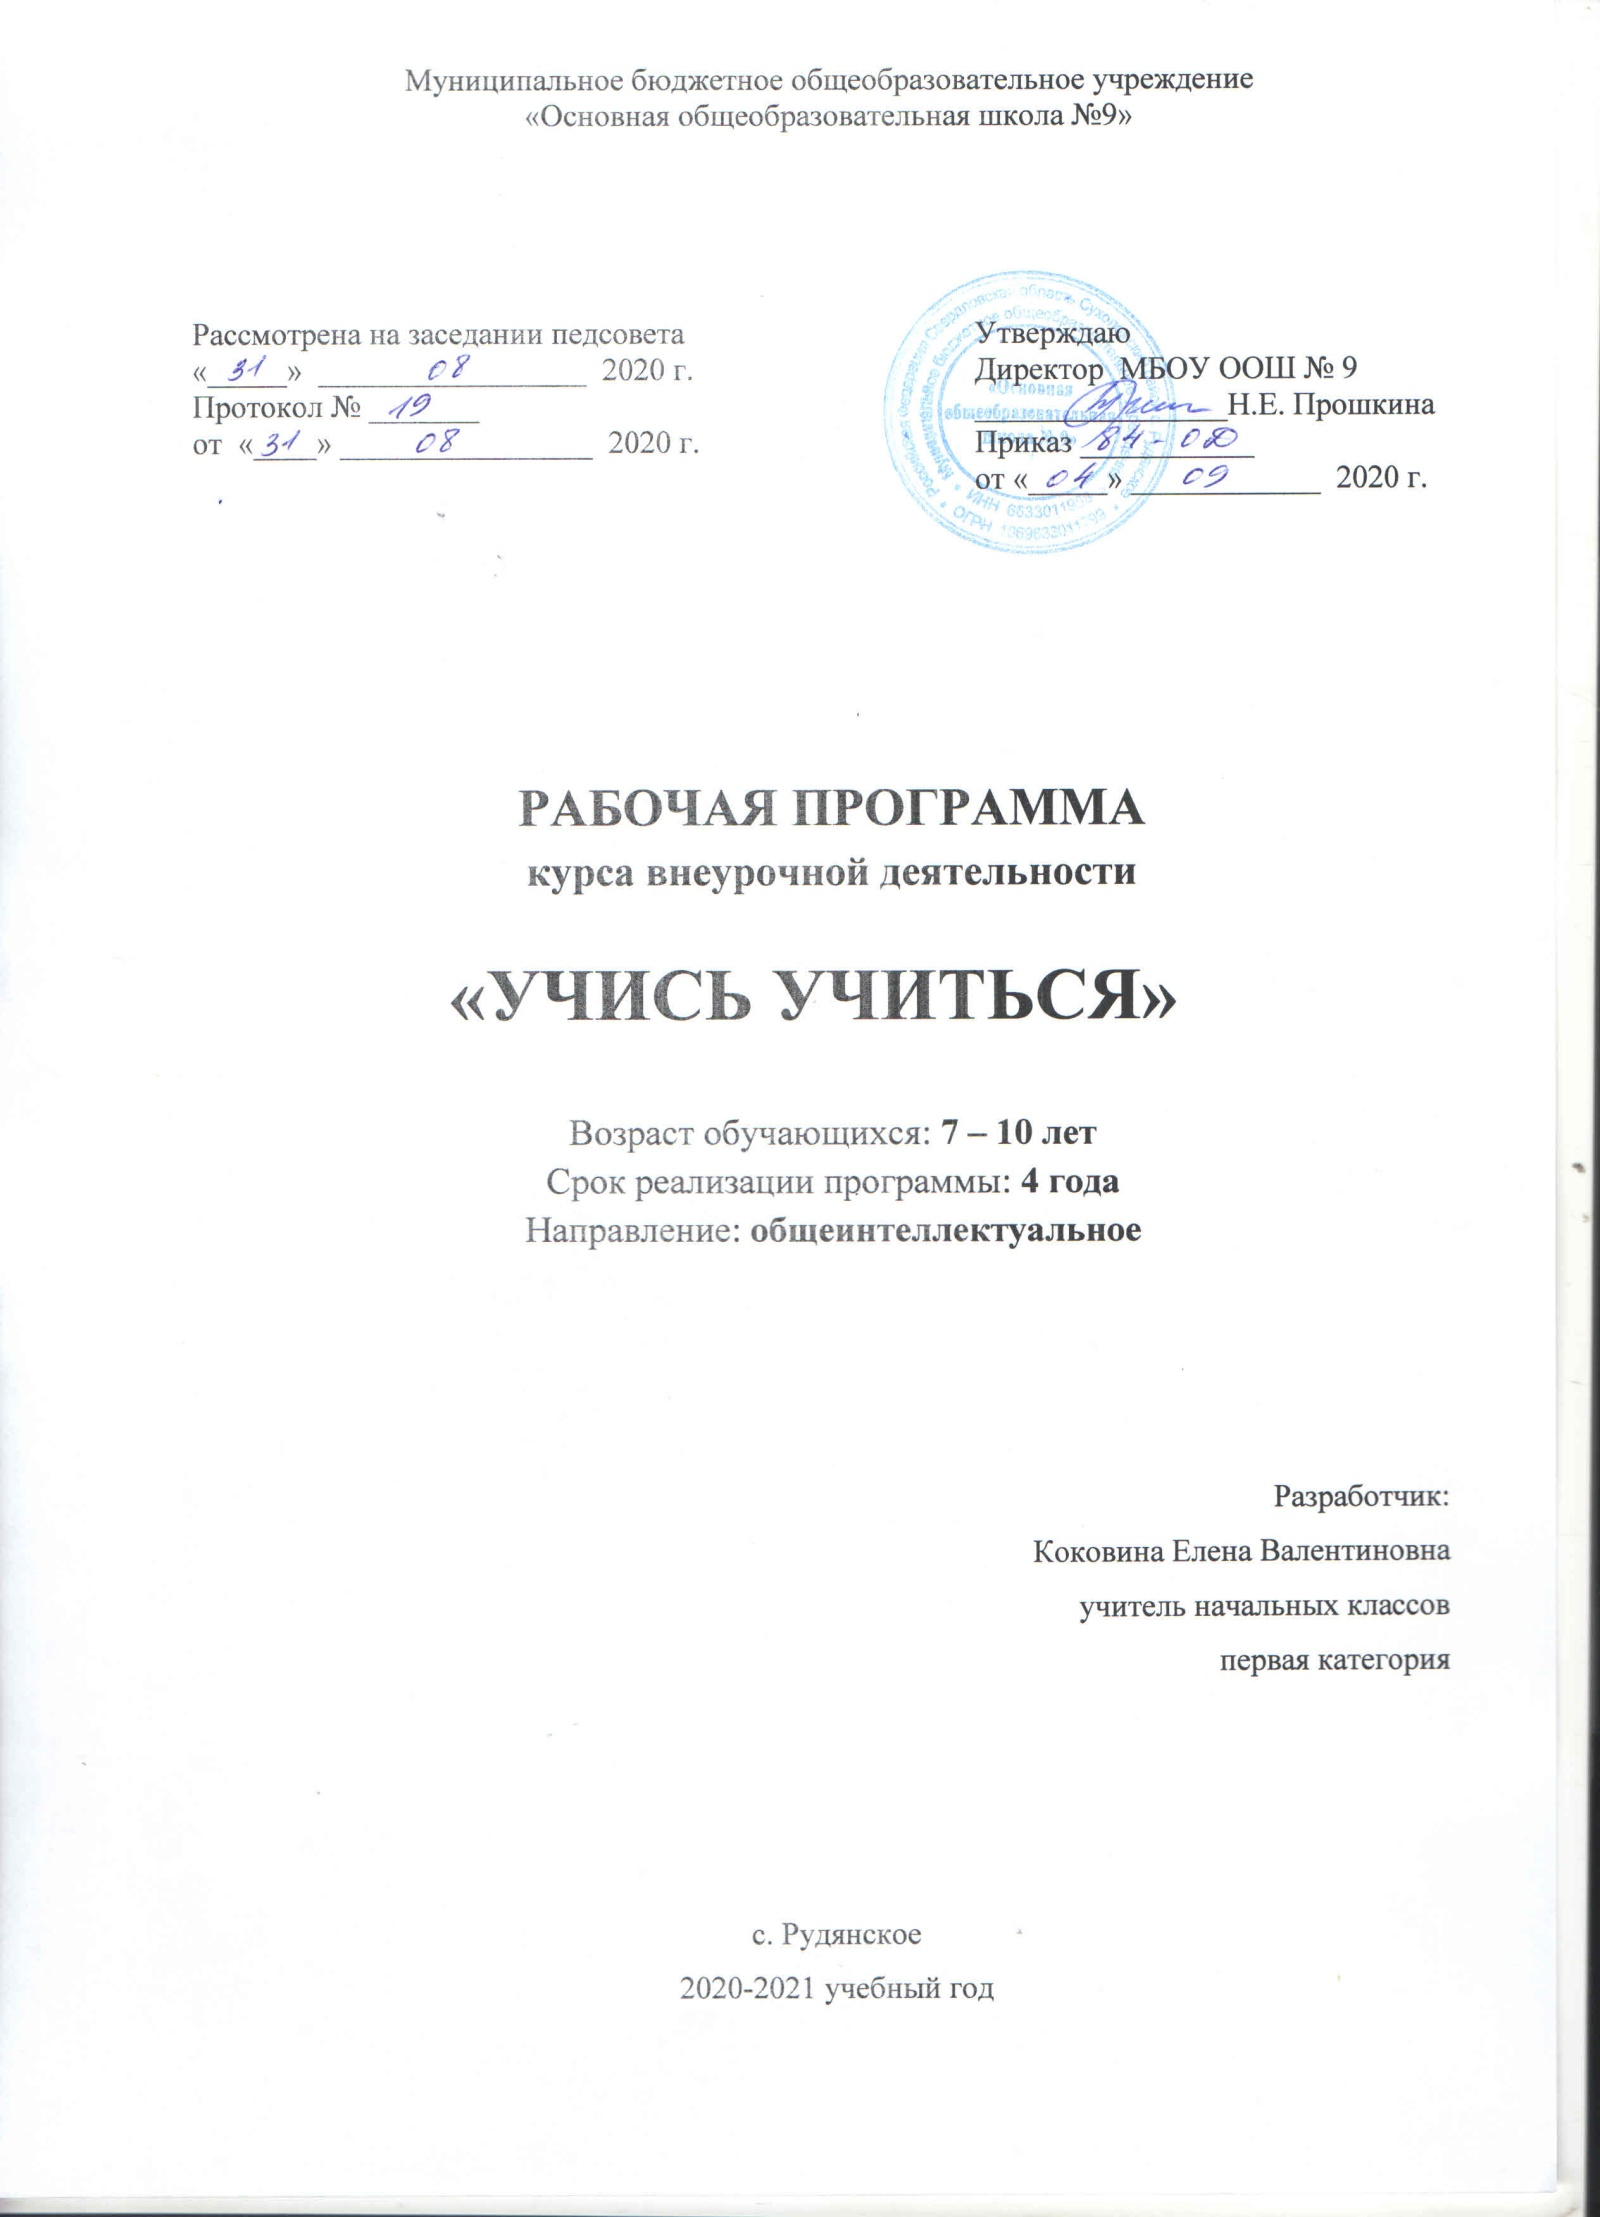 Муниципальное бюджетное общеобразовательное учреждение
«Основная общеобразовательная школа №9»
Рассмотрена на заседании педсовета
«31» 08 2020 г.
Протокол № 19
от «31» 08 2020 г.
Утверждаю
Директор МБОУ ООШ № 9
Н.Е. Прошкина
Приказ 84-ОД
от «04» 09 2020 г.
«Основная
общеобразовательная
РАБОЧАЯ ПРОГРАММА
курса внеурочной деятельности
«УЧИСЬ УЧИТЬСЯ»
Возраст обучающихся: 7 – 10 лет
Срок реализации программы: 4 года
Направление: общеинтеллектуальное
Разработчик:
Коковина Елена Валентиновна
учитель начальных классов
первая категория
с. Рудянское
2020-2021 учебный год